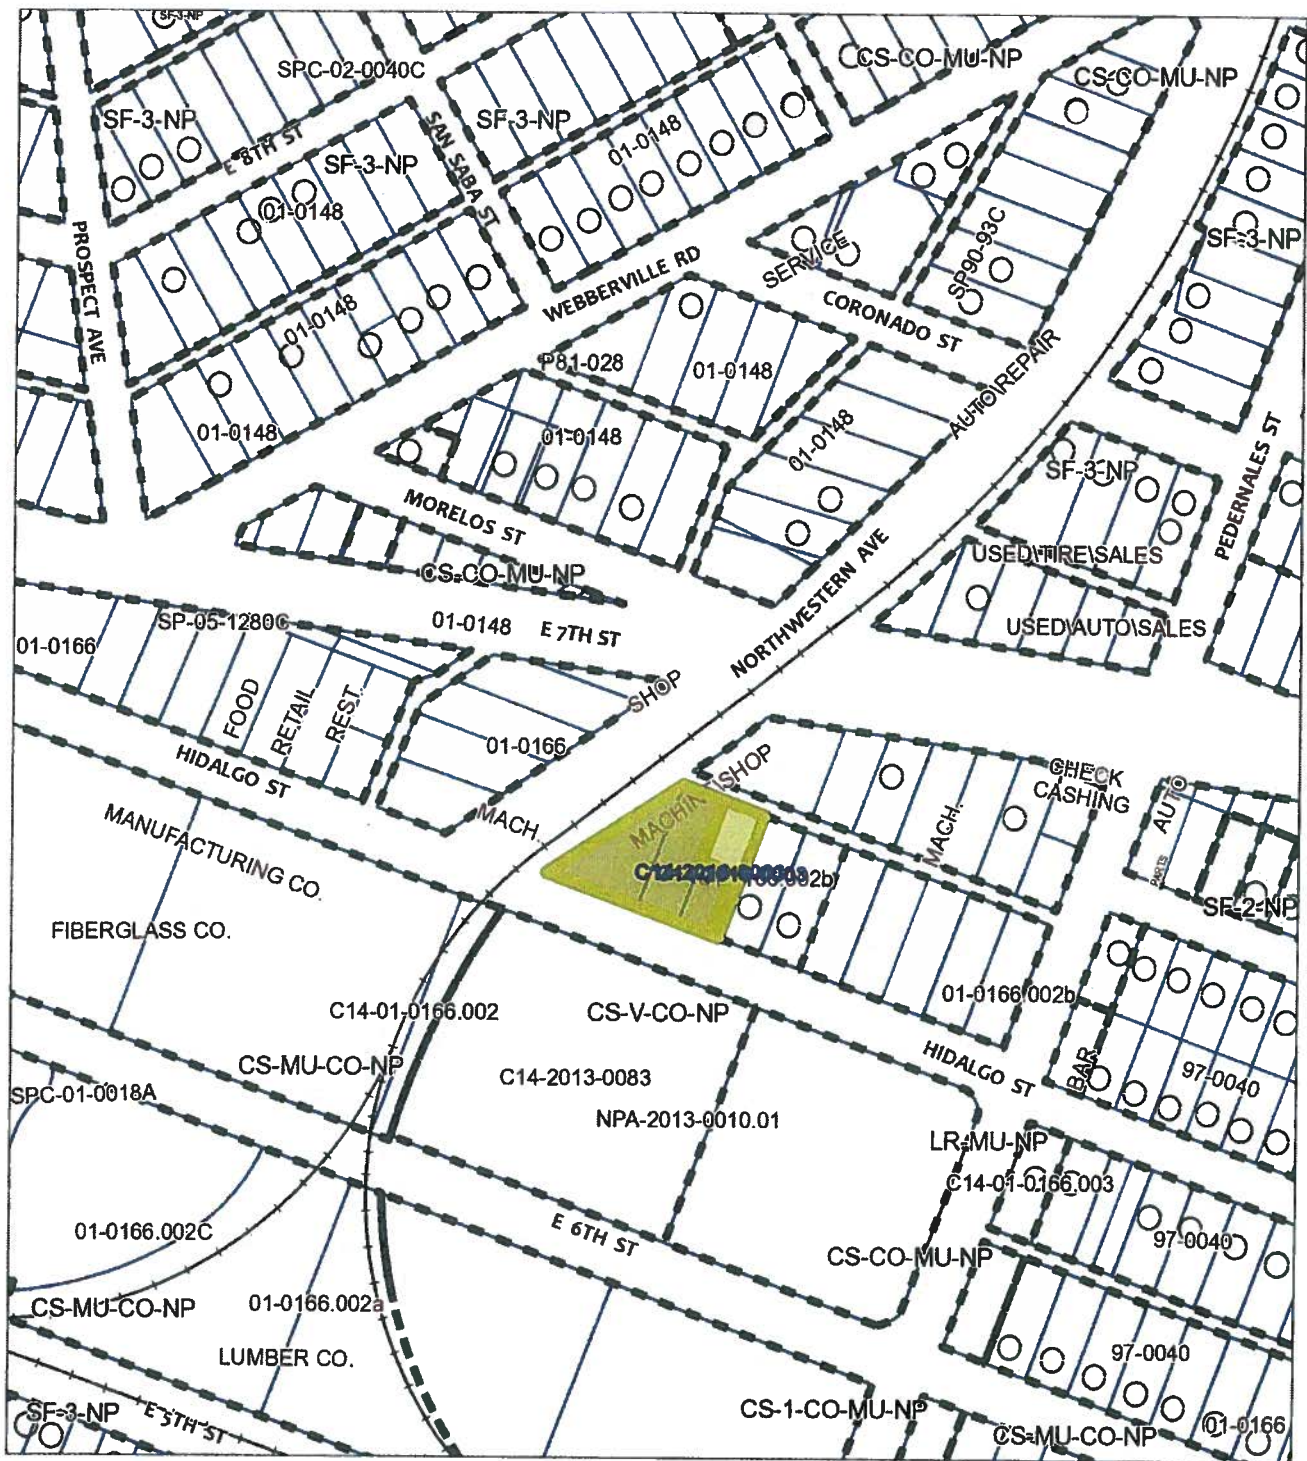 SF-3-NP
SPC-02-0040C
CS-CO-MU-NP
CS-CO-MU-NP
SF-3-NP
SF-3-NP
E 8TH ST
SAN SABA ST
01-0148
SF-3-NP
01-0148
PROSPECT AVE
SERVICE
SP90-93C
SF-3-NP
WEBBERVILLE RD
01-0148
CORONADO ST
P81-028
01-0148
AUTO REPAIR
01-0148
01-0148
01-0148
SF-3-NP
PEDERNALES ST
MORELOS ST
CS-CO-MU-NP
USED TIRE SALES
NORTHWESTERN AVE
SP-05-1280C
01-0148
E 7TH ST
USED AUTO SALES
01-0166
FOOD
RETAIL
REST.
SHOP
01-0166
HIDALGO ST
MACHINE SHOP
CHECK
CASHING
AUTO
PARTS
MACH.
MACH.
MANUFACTURING CO.
SF-2-NP
FIBERGLASS CO.
01-0166.002b
C14-01-0166.002
CS-V-CO-NP
CS-MU-CO-NP
HIDALGO ST
BAR
97-0040
SPC-01-0018A
C14-2013-0083
NPA-2013-0010.01
LR-MU-NP
C14-01-0166.003
01-0166.002C
E 6TH ST
97-0040
CS-CO-MU-NP
CS-MU-CO-NP
01-0166.002a
LUMBER CO.
97-0040
SF-3-NP
E 5TH ST
CS-1-CO-MU-NP
CS-MU-CO-NP
01-0166